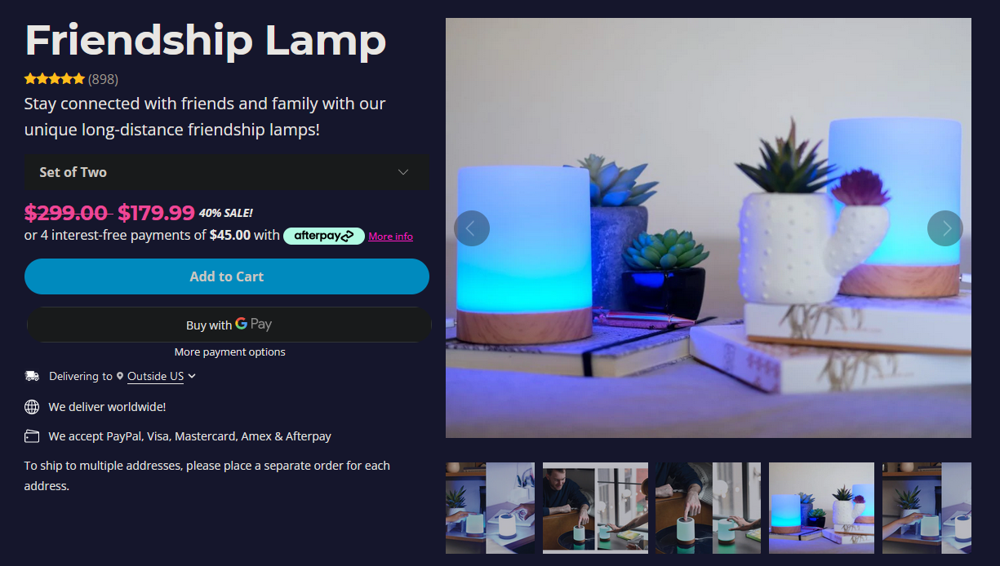 Friendship Lamp
(898)
Stay connected with friends and family with our
unique long-distance friendship lamps!
Set of Two
$299.00 $179.99 40% SALE!
or 4 interest-free payments of $45.00 with afterpay More info
Add to Cart
Buy with G Pay
More payment options
Delivering to Outside US
We deliver worldwide!
We accept PayPal, Visa, Mastercard, Amex & Afterpay
To ship to multiple addresses, please place a separate order for each
address.